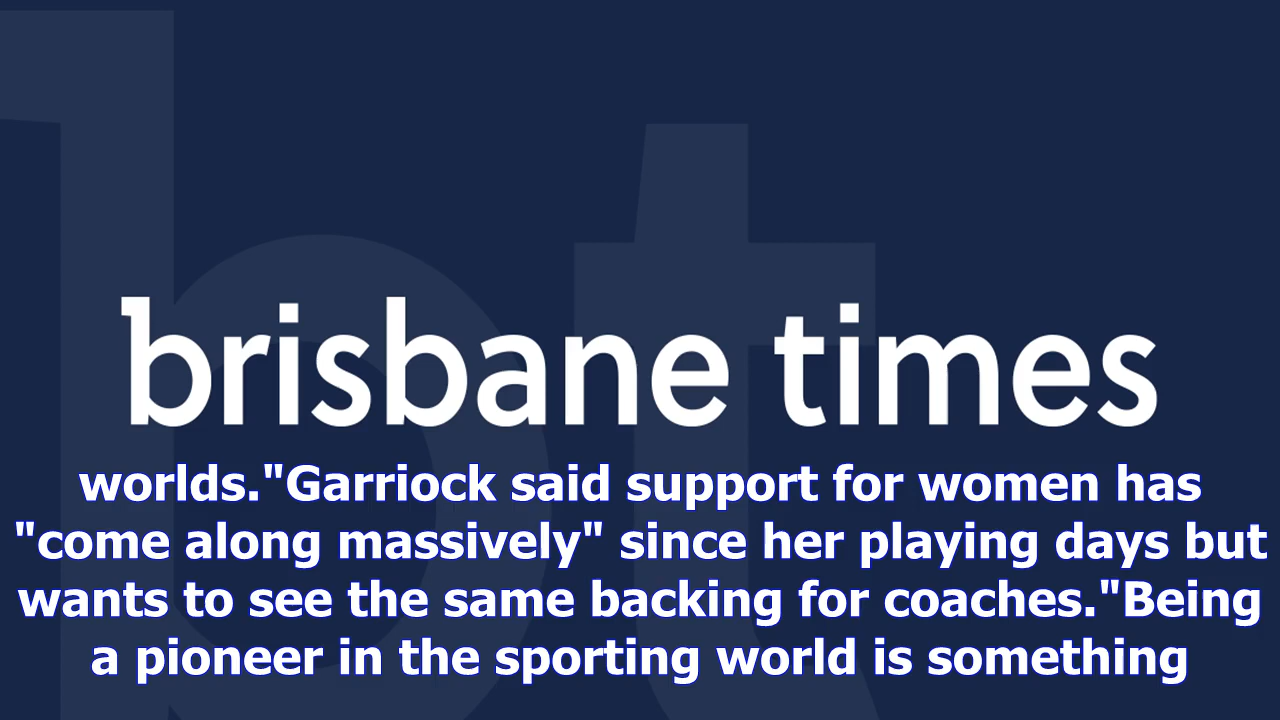 bt
brisbane times
worlds."Garriock said support for women has
"come along massively" since her playing days but
wants to see the same backing for coaches."Being
a pioneer in the sporting world is something